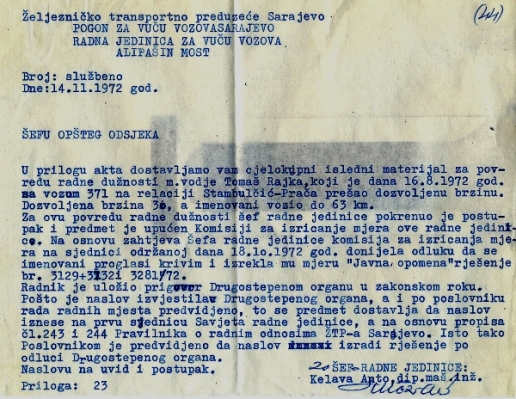 Željezničko transportno preduzeće Sarajevo
(24)
POGON ZA VUČU VOZOVASARAJEVO
RADNA JEDINICA ZA VUČU VOZOVA
ALIPAŠIN MOST
Broj: službeno
Dne:14.11.1972 god.
ŠEFU OPŠTEG ODSJEKA
U prilogu akta dostavljamo vam cjelokupni isledni materijal za pov-
redu radne dužnosti m.vodje Tomaš Rajka,koji je dana 16.8.1972 god.
sa vozum 371 na relaciji Stambulčić-Prača prešao dozvoljenu brzinu.
Dozvoljena brzina 30, a imenovani vozio do 63 km.
Za ovu povredu radne dužnosti šef radne jedinice pokrenuo je postu-
pak i predmet je upućen Komisiji za izricanje mjera ove radne jedini-
ce. Na osnovu zahtjeva Šefa radne jedinice komisija za izricanje mje-
ra na sjednici održanoj dana 18.10.1972 god. donijela odluku da se
imenovani proglasi krivim i izrekla mu mjeru "Javna opomena"rješenje
br. 3129+3132i 3281/72.
Radnik je uložio prigovor Drugostepenom organu u zakonskom roku.
Pošto je naslov izvjestilac Drugostepenog organa, a i po poslovniku
rada radnih mjesta predvidjeno, to se predmet dostavlja da naslov
iznese na prvu sjednicu Savjeta radne jedinice, a na osnovu propisa
čl.243 i 244 Pravilnika o radnim odnosima ŽTP-a Sarajevo. Isto tako
Poslovnikom je predvidjeno da naslov izradi rješenje po
odluci Drugostepenog organa.
Naslovu na uvid i postupak.
Priloga: 23
ŠEF RADNE JEDINICE:
Kelava Anto,dip.maš.inž.